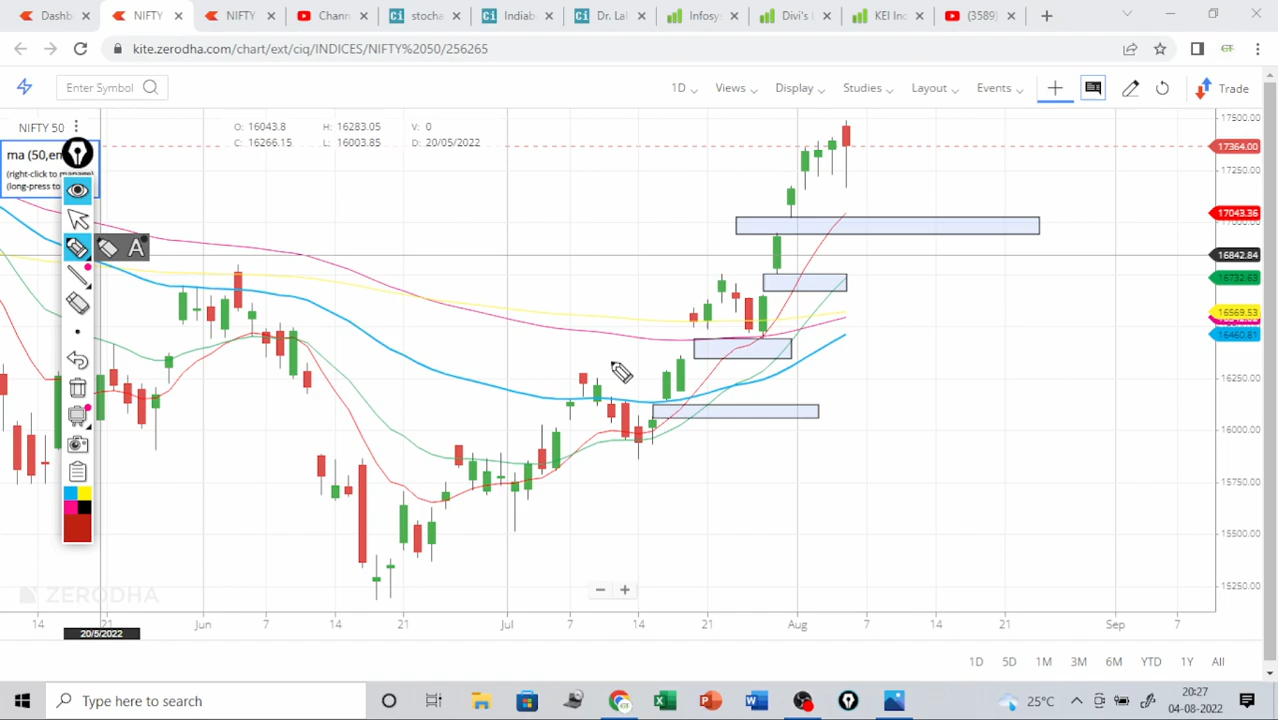 Dashb
NIFTY
NIFTY
Chann
stocha
Indiab
Dr. Lal
Infosy
Divi's L
KEI Inc
(3589)
kite.zerodha.com/chart/ext/ciq/INDICES/NIFTY%2050/256265
Enter Symbol
1D
Views
Display
Studies
Layout
Events
Trade
NIFTY 50
O: 16043.8
H: 16283.05
V: 0
C: 16266.15
L: 16003.85
D: 20/05/2022
ma (50,em
(right-click to manage)
(long-press to
A
17500.00
17364.00
17250.00
17043.36
16842.84
16732.63
16569.53
16460.81
16250.00
16000.00
15750.00
15500.00
15250.00
ZERODHA
14
21
Jun
7
14
21
Jul
7
14
21
Aug
7
14
21
Sep
7
20/5/2022
1D
5D
1M
3M
6M
YTD
1Y
All
Type here to search
25°C
20:27
04-08-2022